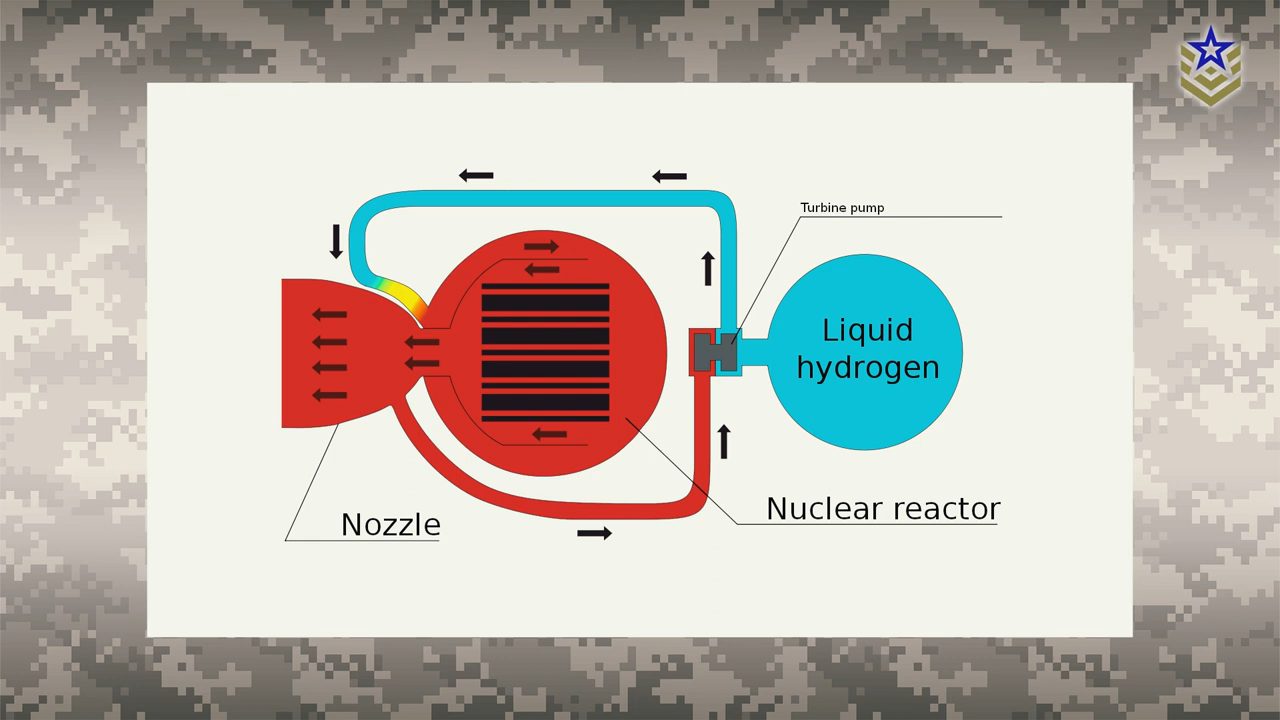 Turbine pump
Liquid
hydrogen
Nuclear reactor
Nozzle